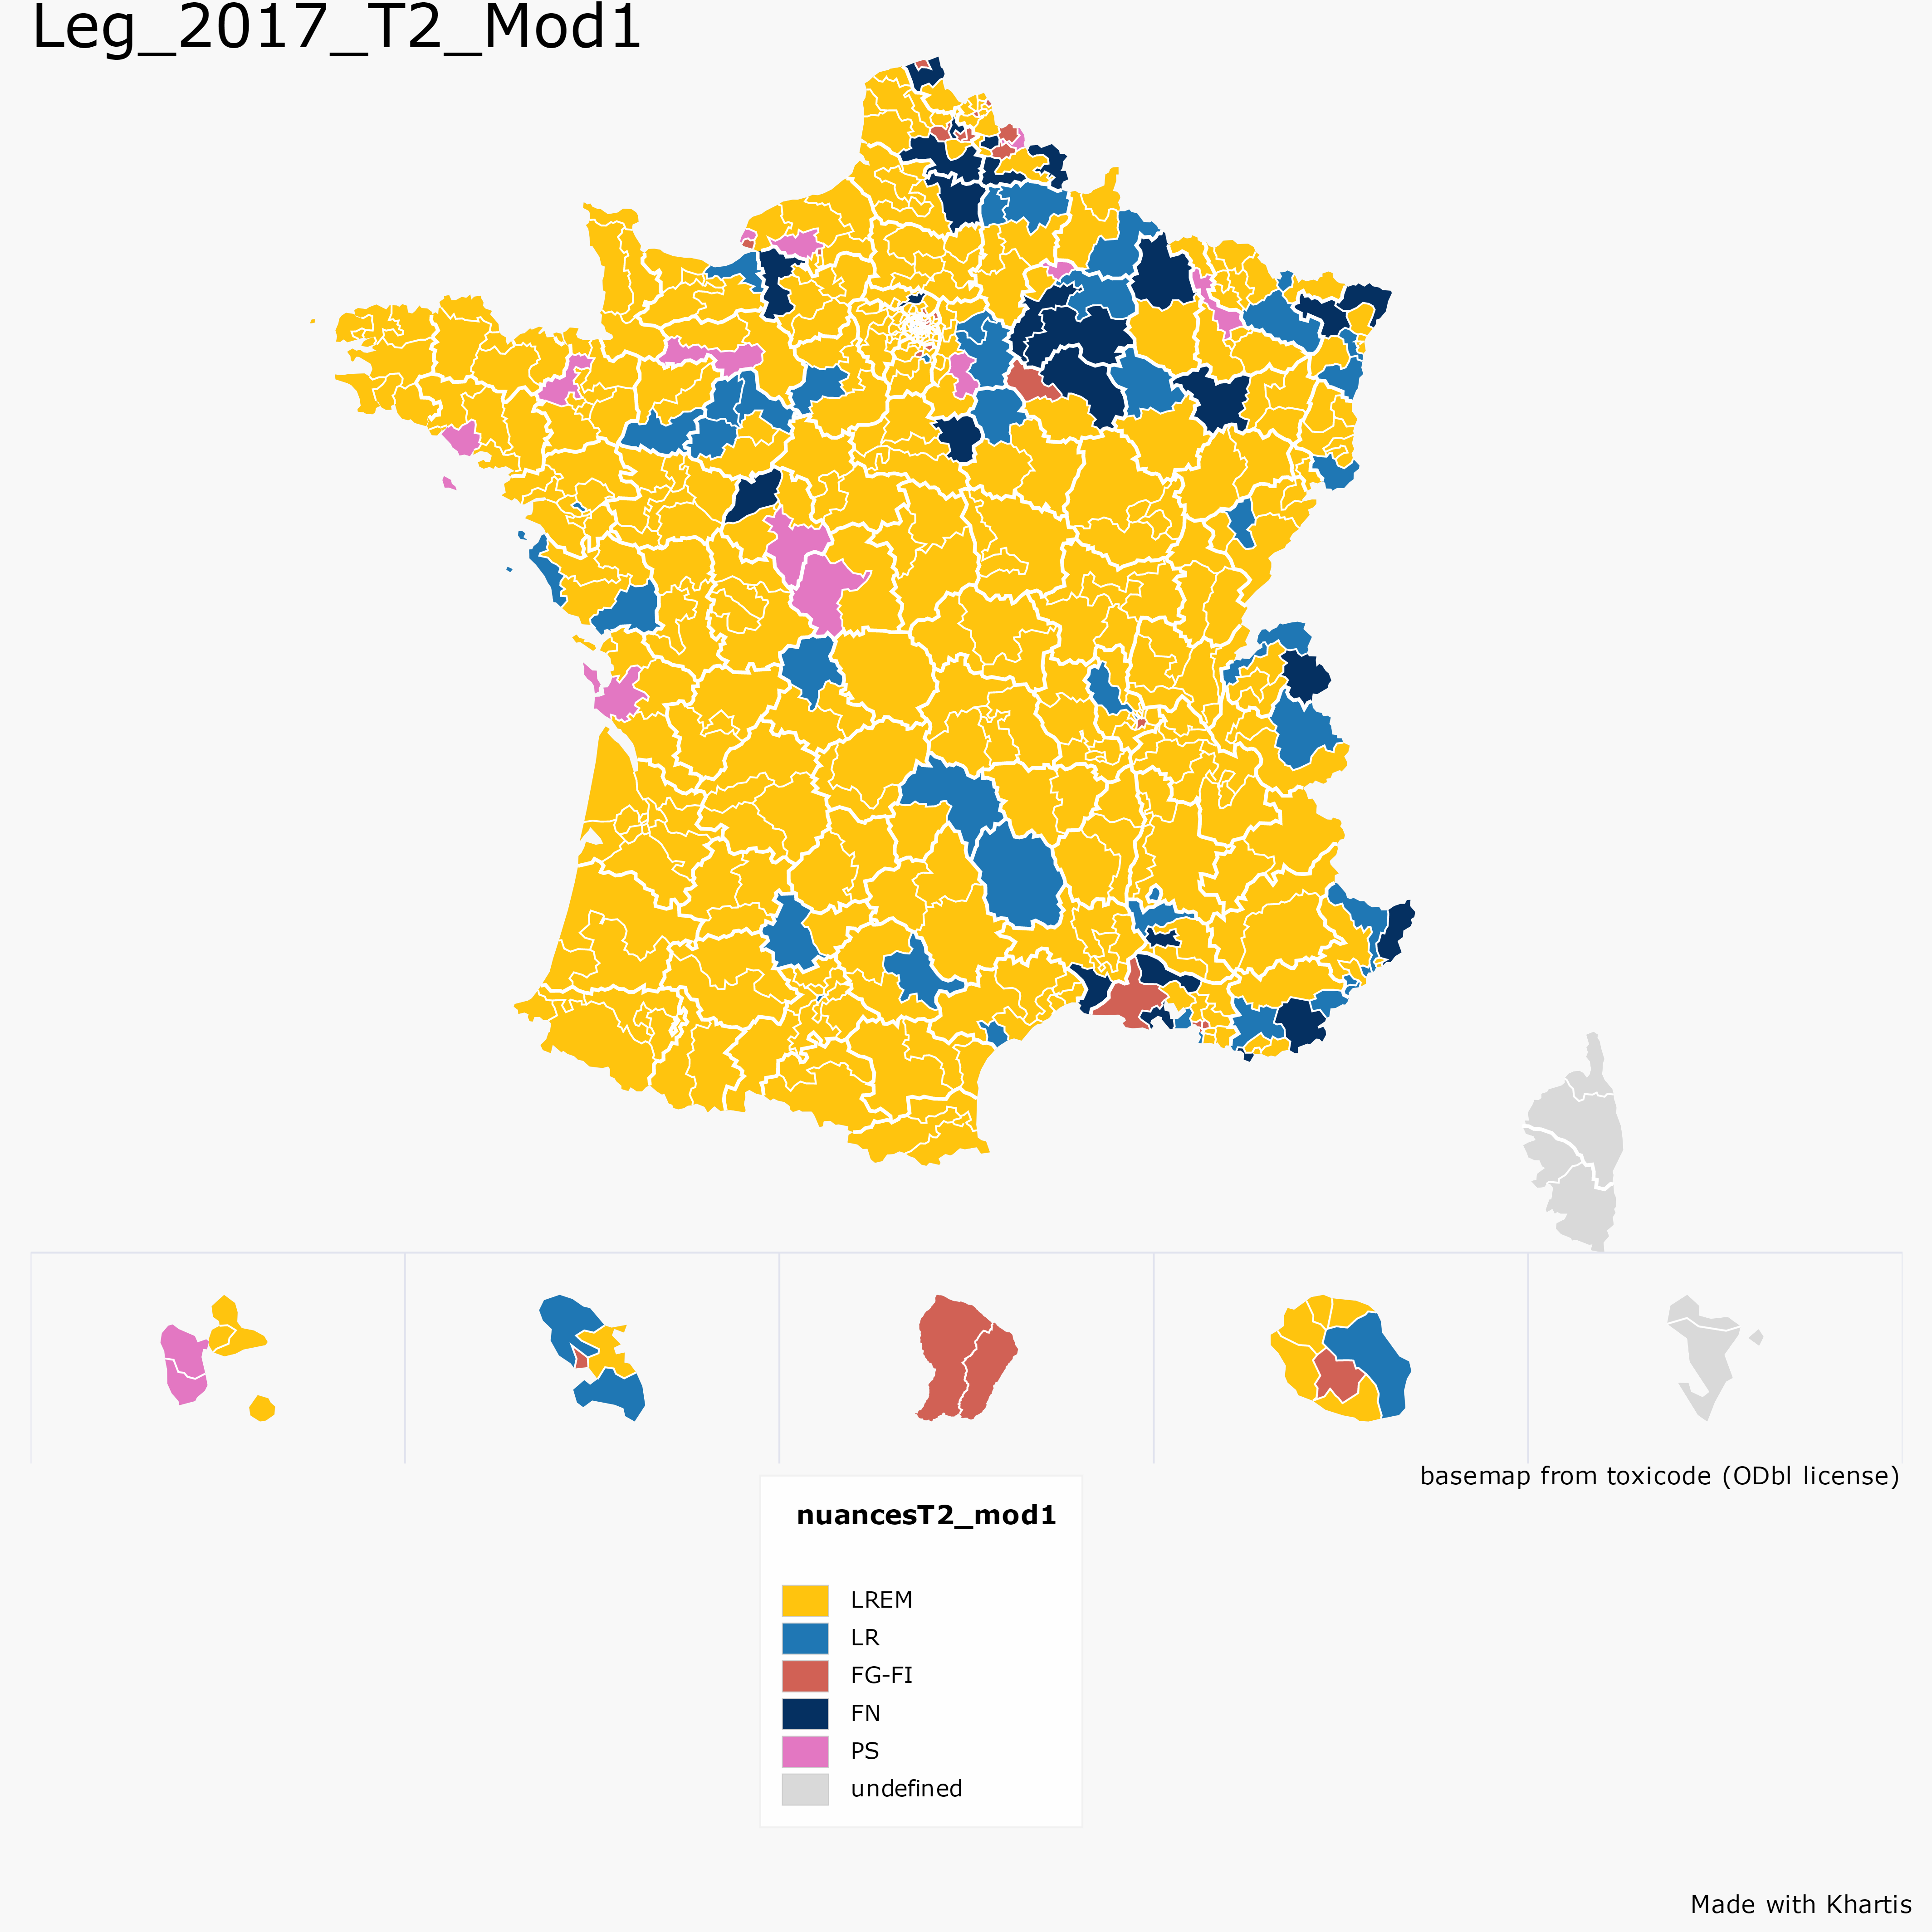 Leg_2017_T2_Mod1
basemap from toxicode (ODbl license)
nuancesT2_mod1
LREM
LR
FG-FI
FN
PS
undefined
Made with Khartis